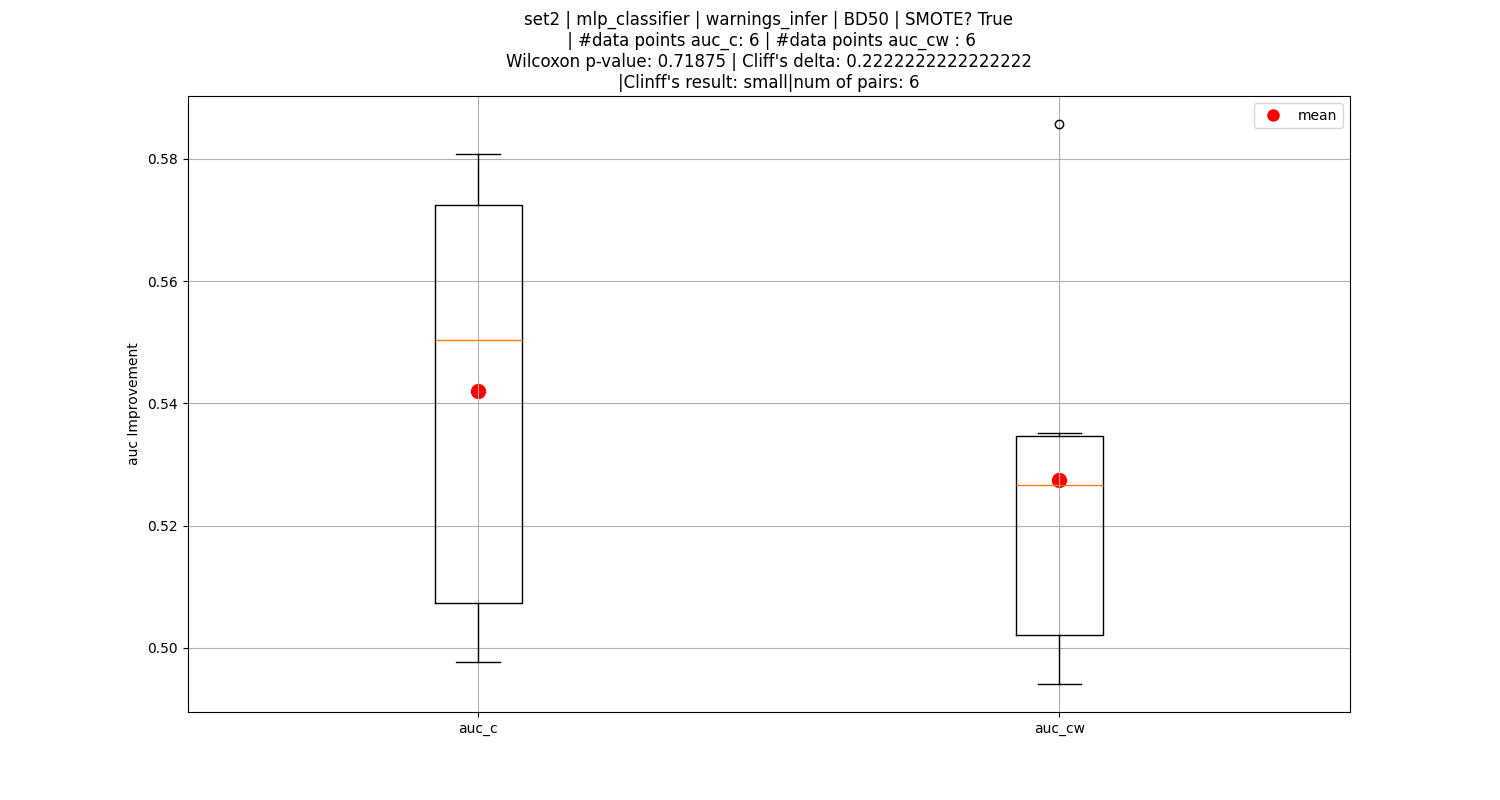 set2 | mlp_classifier | warnings_infer | BD50 | SMOTE? True
| #data points auc_c: 6 | #data points auc_cw : 6
Wilcoxon p-value: 0.71875 | Cliff's delta: 0.2222222222222222
|Clinff's result: small|num of pairs: 6
mean
0.58
0.56
0.54
0.52
0.50
auc Improvement
auc_c
auc_cw